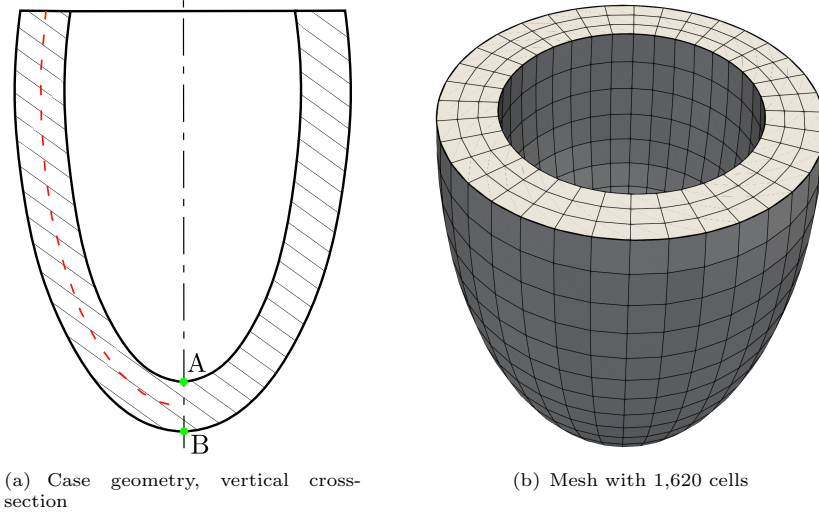 A
B
(a) Case geometry, vertical cross-
section
(b) Mesh with 1,620 cells